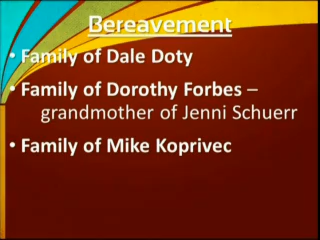 Bereavement
• Family of Dale Doty
• Family of Dorothy Forbes –
grandmother of Jenni Schuerr
• Family of Mike Koprivec